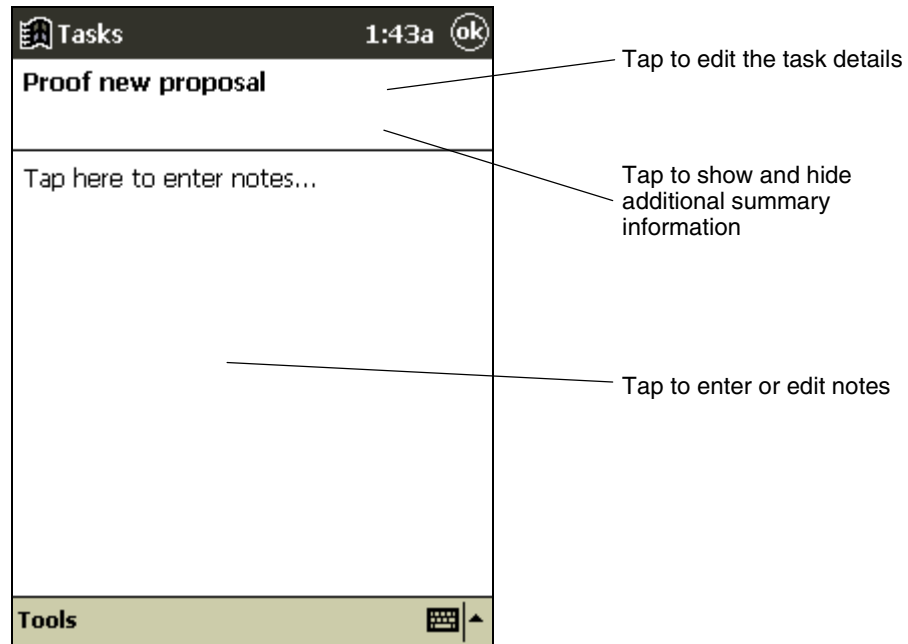 Tasks 1:43a ok
Proof new proposal
Tap here to enter notes...
Tools
Tap to edit the task details
Tap to show and hide
additional summary
information
Tap to enter or edit notes